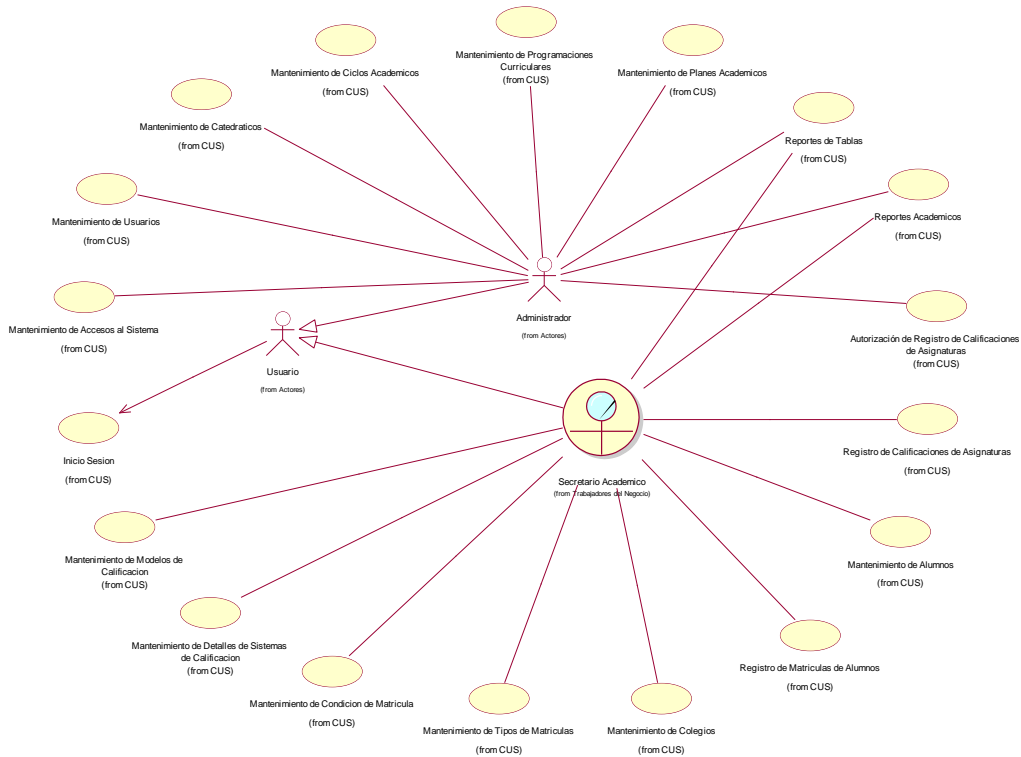 Mantenimiento de Programaciones
Curriculares
(from CUS)
Mantenimiento de Ciclos Academicos
(from CUS)
Mantenimiento de Planes Academicos
(from CUS)
Mantenimiento de Catedraticos
(from CUS)
Reportes de Tablas
(from CUS)
Mantenimiento de Usuarios
(from CUS)
Reportes Academicos
(from CUS)
Mantenimiento de Accesos al Sistema
(from CUS)
Administrador
(from Actores)
Autorización de Registro de Calificaciones
de Asignaturas
(from CUS)
Usuario
(from Actores)
Inicio Sesion
(from CUS)
Secretario Academico
(from Trabajadores del Negocio)
Registro de Calificaciones de Asignaturas
(from CUS)
Mantenimiento de Modelos de
Calificacion
(from CUS)
Mantenimiento de Alumnos
(from CUS)
Mantenimiento de Detalles de Sistemas
de Calificacion
(from CUS)
Registro de Matriculas de Alumnos
(from CUS)
Mantenimiento de Condicion de Matricula
(from CUS)
Mantenimiento de Tipos de Matriculas
(from CUS)
Mantenimiento de Colegios
(from CUS)